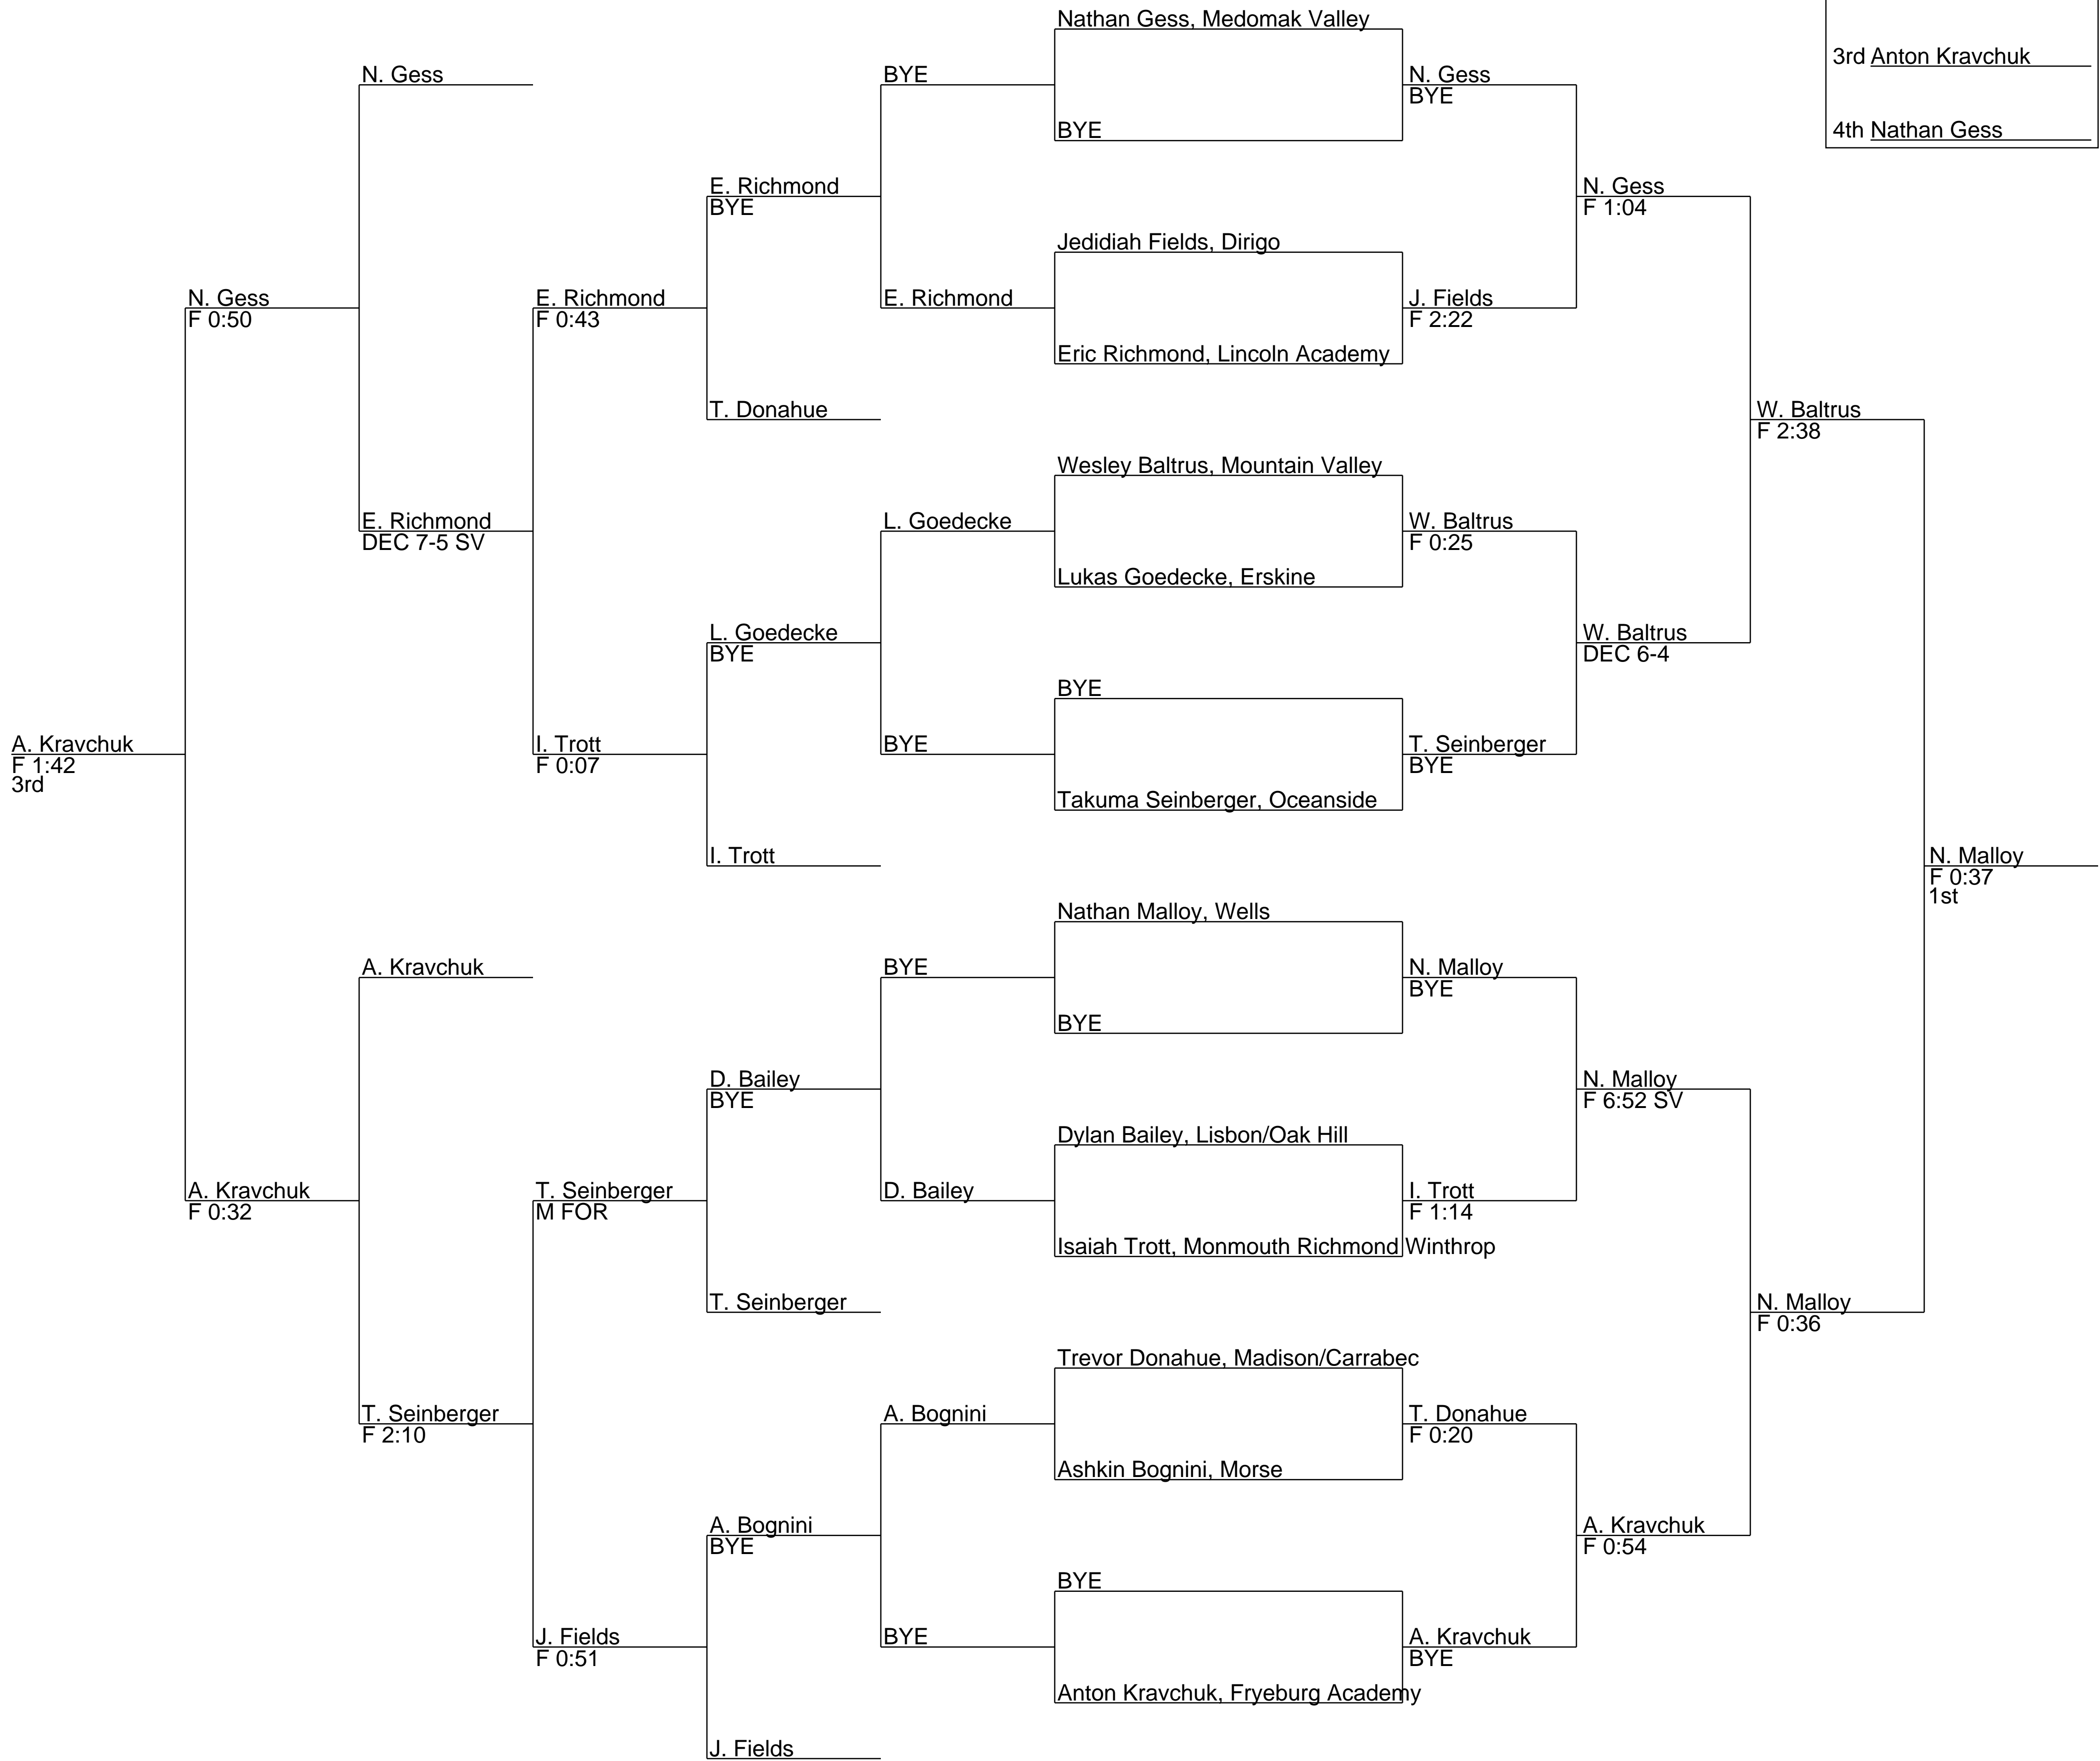 Nathan Gess, Medomak Valley
3rd Anton Kravchuk
N. Gess
BYE
N. Gess
BYE
BYE
4th Nathan Gess
E. Richmond
BYE
N. Gess
F 1:04
Jedidiah Fields, Dirigo
N. Gess
F 0:50
E. Richmond
F 0:43
E. Richmond
J. Fields
F 2:22
Eric Richmond, Lincoln Academy
T. Donahue
W. Baltrus
F 2:38
Wesley Baltrus, Mountain Valley
E. Richmond
DEC 7-5 SV
L. Goedecke
W. Baltrus
F 0:25
Lukas Goedecke, Erskine
L. Goedecke
BYE
W. Baltrus
DEC 6-4
BYE
A. Kravchuk
F 1:42
3rd
I. Trott
F 0:07
BYE
T. Seinberger
BYE
Takuma Seinberger, Oceanside
I. Trott
N. Malloy
F 0:37
1st
Nathan Malloy, Wells
A. Kravchuk
BYE
N. Malloy
BYE
BYE
D. Bailey
BYE
N. Malloy
F 6:52 SV
Dylan Bailey, Lisbon/Oak Hill
A. Kravchuk
F 0:32
T. Seinberger
M FOR
D. Bailey
I. Trott
F 1:14
Isaiah Trott, Monmouth Richmond Winthrop
T. Seinberger
N. Malloy
F 0:36
Trevor Donahue, Madison/Carrabec
T. Seinberger
F 2:10
A. Bognini
T. Donahue
F 0:20
Ashkin Bognini, Morse
A. Bognini
BYE
A. Kravchuk
F 0:54
BYE
J. Fields
F 0:51
BYE
A. Kravchuk
BYE
Anton Kravchuk, Fryeburg Academy
J. Fields